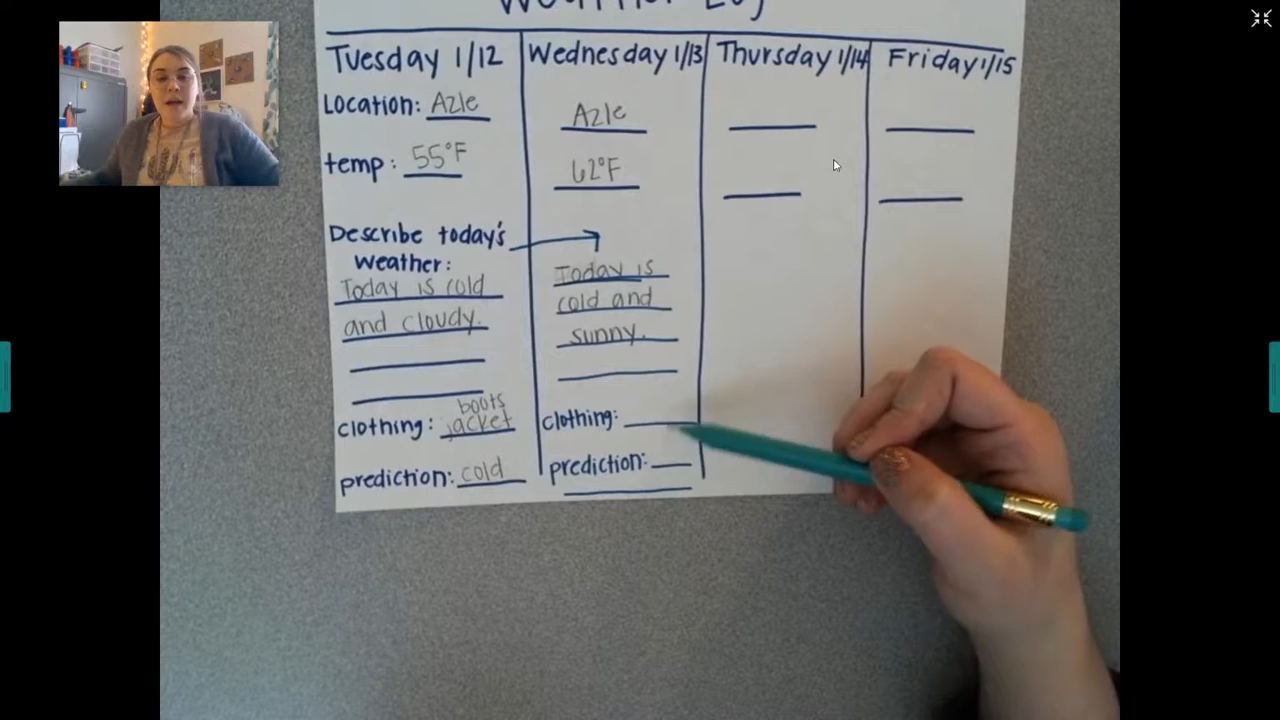 Weather Log
Tuesday 1/12
Location: Azle
temp: 55°F
Describe today's
weather:
Today is cold
and cloudy.
boots
clothing: jacket
prediction: cold
Wednesday 1/13
Azle
62°F
Today is
cold and
sunny.
clothing:
prediction:
Thursday 1/14
Friday 1/15